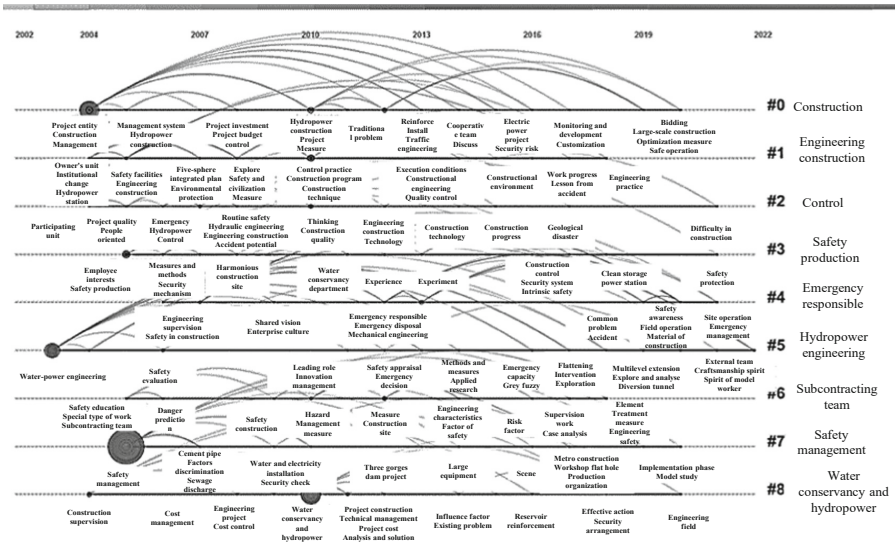 2002 2004 2007 2010 2013 2016 2019 2022
#0 Construction
Project entity
Construction
Management
Management system
Hydropower
construction
Project investment
Project budget
control
Hydropower
construction
Project
Measure
Traditiona
l problem
Reinforce
Install
Traffic
engineering
Cooperativ
e team
Discuss
Electric
power
project
Security risk
Monitoring and
development
Customization
Bidding
Large-scale construction
Optimization measure
Safe operation
#1 Engineering
construction
Owner's unit
Institutional
change
Hydropower
station
Safety facilities
Engineering
construction
Five-sphere
integrated plan
Environmental
protection
Explore
Safety and
civilization
Measure
Control practice
Construction program
Construction
technique
Execution conditions
Constructional
engineering
Quality control
Constructional
environment
Work progress
Lesson from
accident
Engineering
practice
#2 Control
Participating
unit
Project quality
People
oriented
Emergency
Hydropower
Control
Routine safety
Hydraulic engineering
Engineering construction
Accident potential
Thinking
Construction
quality
Engineering
construction
Technology
Construction
technology
Construction
progress
Geological
disaster
Difficulty in
construction
#3 Safety
production
Employee
interests
Safety production
Measures and
methods
Security
mechanism
Harmonious
construction
site
Water
conservancy
department
Experience
Experiment
Construction
control
Security system
Intrinsic safety
Clean storage
power station
Safety
protection
#4 Emergency
responsible
Engineering
supervision
Safety in construction
Shared vision
Enterprise culture
Emergency responsible
Emergency disposal
Mechanical engineering
Common
problem
Accident
Safety
awareness
Field operation
Material of
construction
Site operation
Emergency
management
#5 Hydropower
engineering
Water-power engineering
Safety
evaluation
Leading role
Innovation
management
Safety appraisal
Emergency
decision
Methods and
measures
Applied
research
Emergency
capacity
Grey fuzzy
Flattening
Intervention
Exploration
Multilevel extension
Explore and analyse
Diversion tunnel
External team
Craftsmanship spirit
Spirit of model
worker
#6 Subcontracting
team
Safety education
Special type of work
Subcontracting team
Danger
predictio
n
Safety
construction
Hazard
Management
measure
Measure
Construction
site
Engineering
characteristics
Factor of
safety
Risk
factor
Supervision
work
Case analysis
Element
Treatment
measure
Engineering
safety
#7 Safety
management
Safety
management
Cement pipe
Factors
discrimination
Sewage
discharge
Water and electricity
installation
Security check
Three gorges
dam project
Large
equipment
Scene
Metro construction
Workshop flat hole
Production
organization
Implementation phase
Model study
#8 Water
conservancy and
hydropower
Construction
supervision
Cost
management
Engineering
project
Cost control
Water
conservancy
and
hydropower
Project construction
Technical management
Project cost
Analysis and solution
Influence factor
Existing problem
Reservoir
reinforcement
Effective action
Security
arrangement
Engineering
field